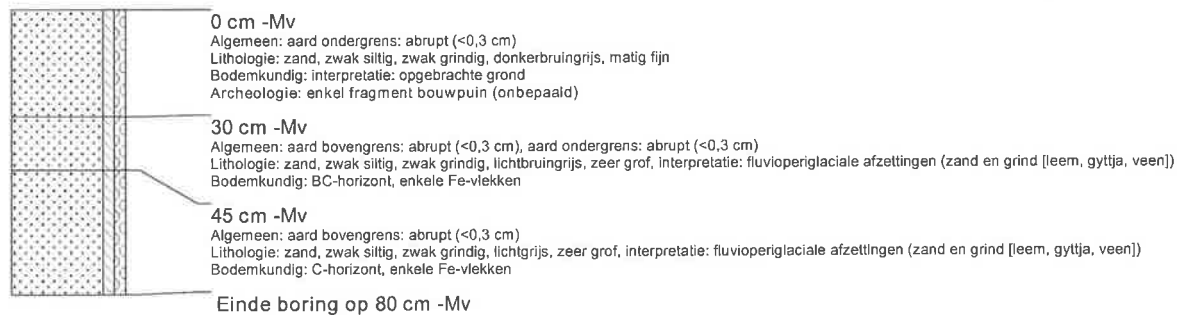 0 cm -Mv
Algemeen: aard ondergrens: abrupt (<0,3 cm)
Lithologie: zand, zwak siltig, zwak grindig, donkerbruingrijs, matig fijn
Bodemkundig: interpretatie: opgebrachte grond
Archeologie: enkel fragment bouwpuin (onbepaald)
30 cm -Mv
Algemeen: aard bovengrens: abrupt (<0,3 cm), aard ondergrens: abrupt (<0,3 cm)
Lithologie: zand, zwak siltig, zwak grindig, lichtbruingrijs, zeer grof, interpretatie: fluvioperiglaciale afzettingen (zand en grind [leem, gyttja, veen])
Bodemkundig: BC-horizont, enkele Fe-vlekken
45 cm -Mv
Algemeen: aard bovengrens: abrupt (<0,3 cm)
Lithologie: zand, zwak siltig, zwak grindig, lichtgrijs, zeer grof, interpretatie: fluvioperiglaciale afzettingen (zand en grind [leem, gyttja, veen])
Bodemkundig: C-horizont, enkele Fe-vlekken
Einde boring op 80 cm -Mv